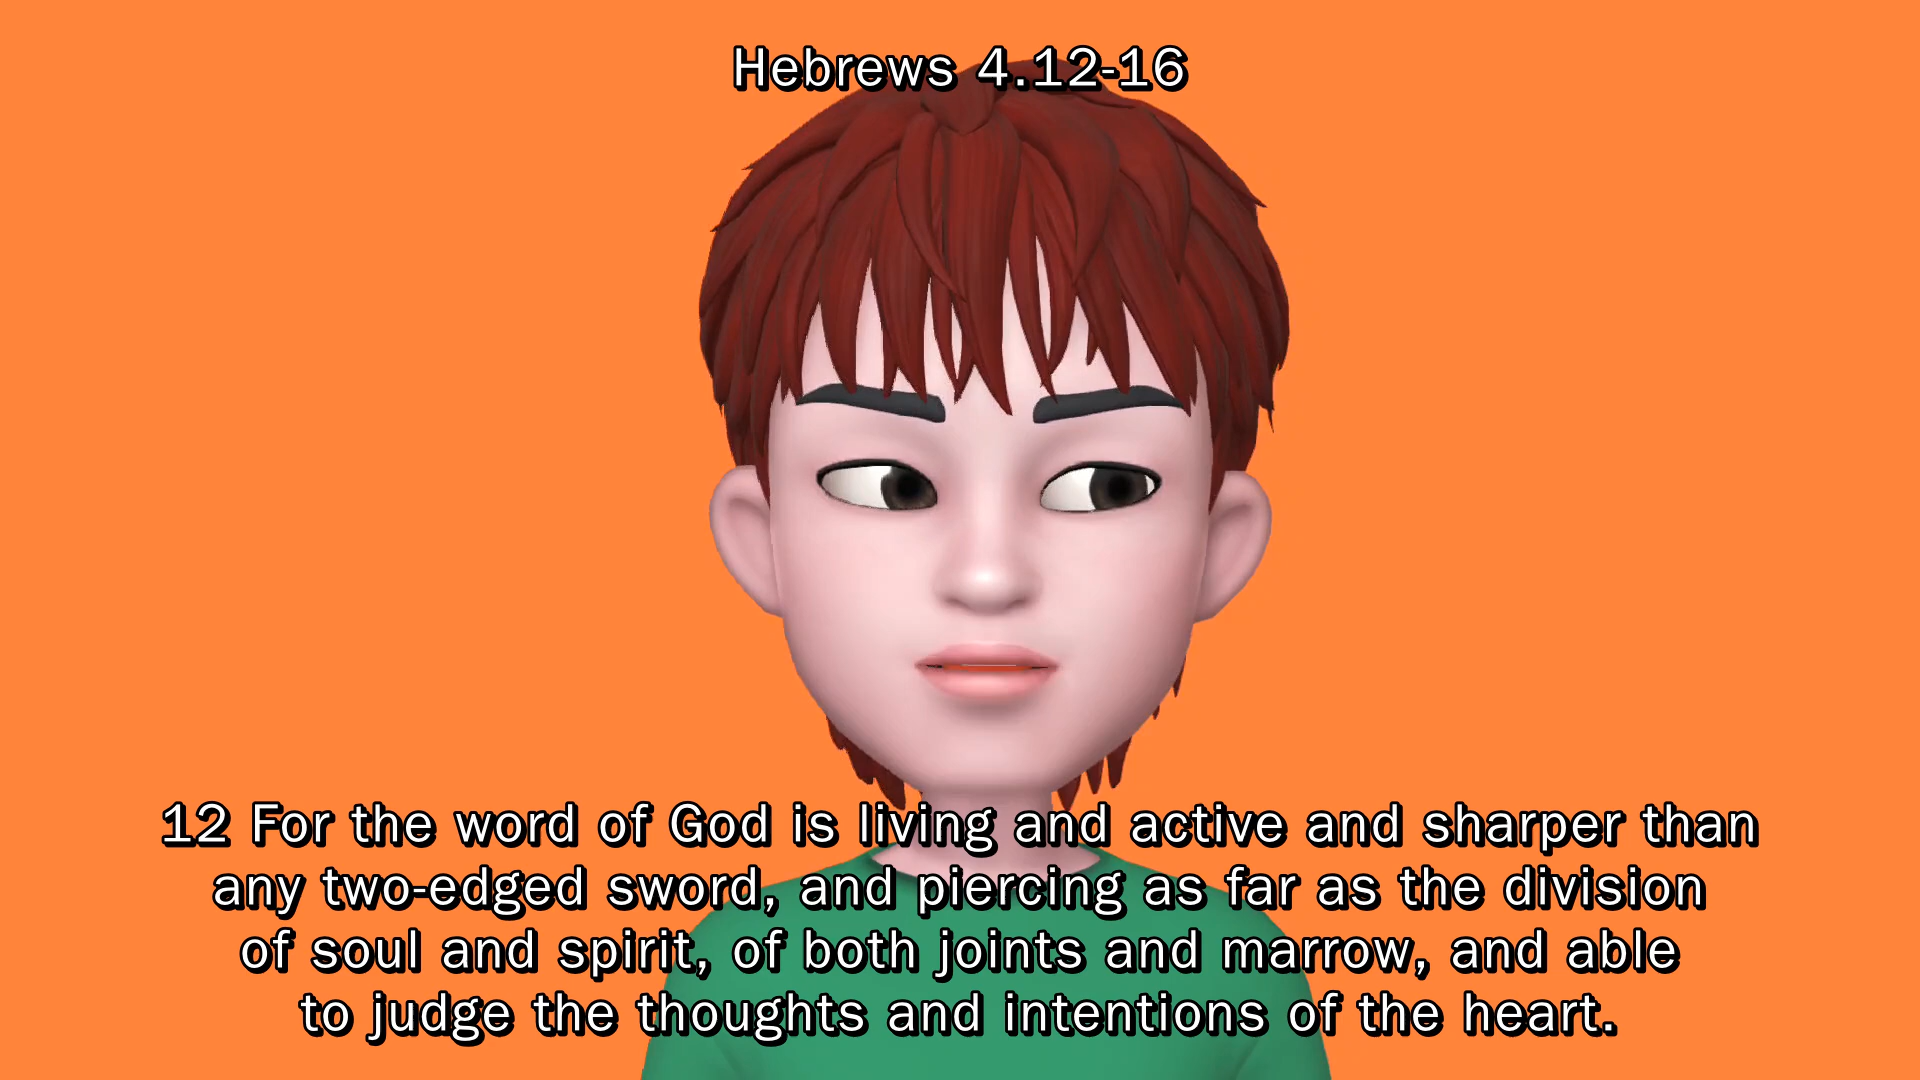 Hebrews 4.12-16
12 For the word of God is living and active and sharper than
any two-edged sword, and piercing as far as the division
of soul and spirit, of both joints and marrow, and able
to judge the thoughts and intentions of the heart.